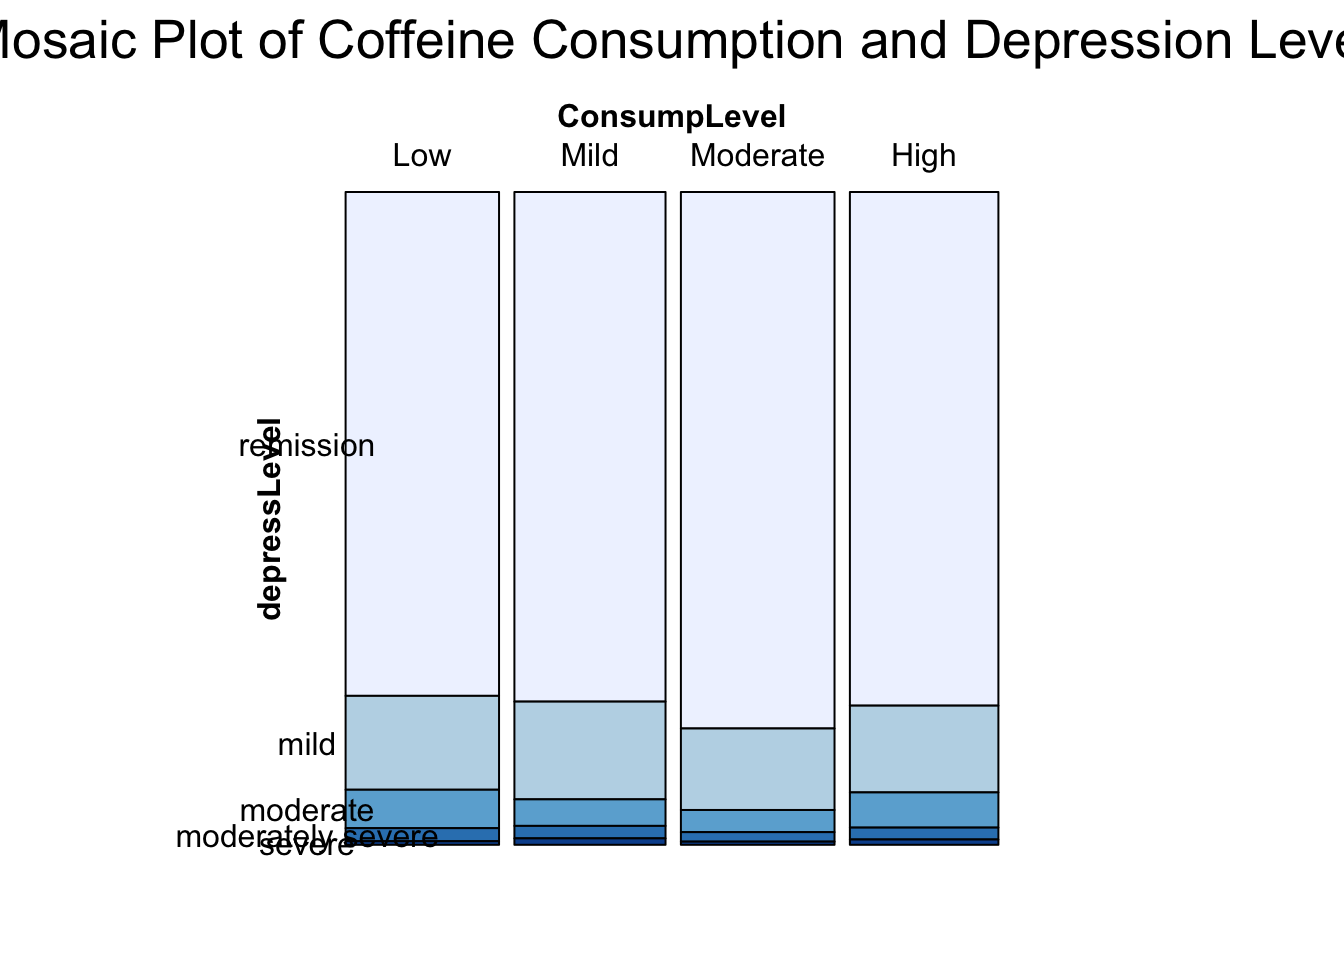 Mosaic Plot of Coffeine Consumption and Depression Leve
ConsumpLevel
Low Mild Moderate High
depressLevel
remission
mild
moderate
moderately severe
severe